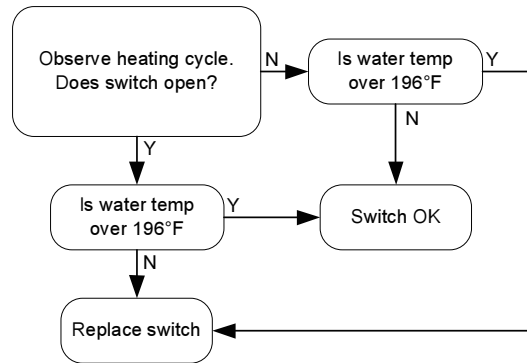 Observe heating cycle.
Does switch open?
N
Is water temp
over 196°F
Y
N
Y
Is water temp
over 196°F
Y
Switch OK
N
Replace switch